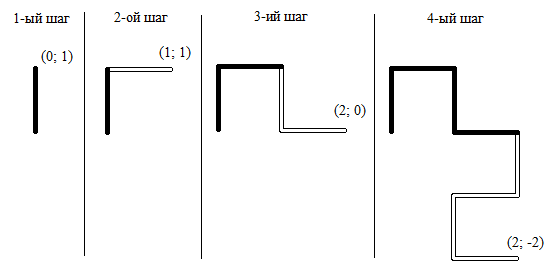 1-ый шаг
2-ой шаг
3-ий шаг
4-ый шаг
(0; 1)
(1; 1)
(2; 0)
(2; -2)